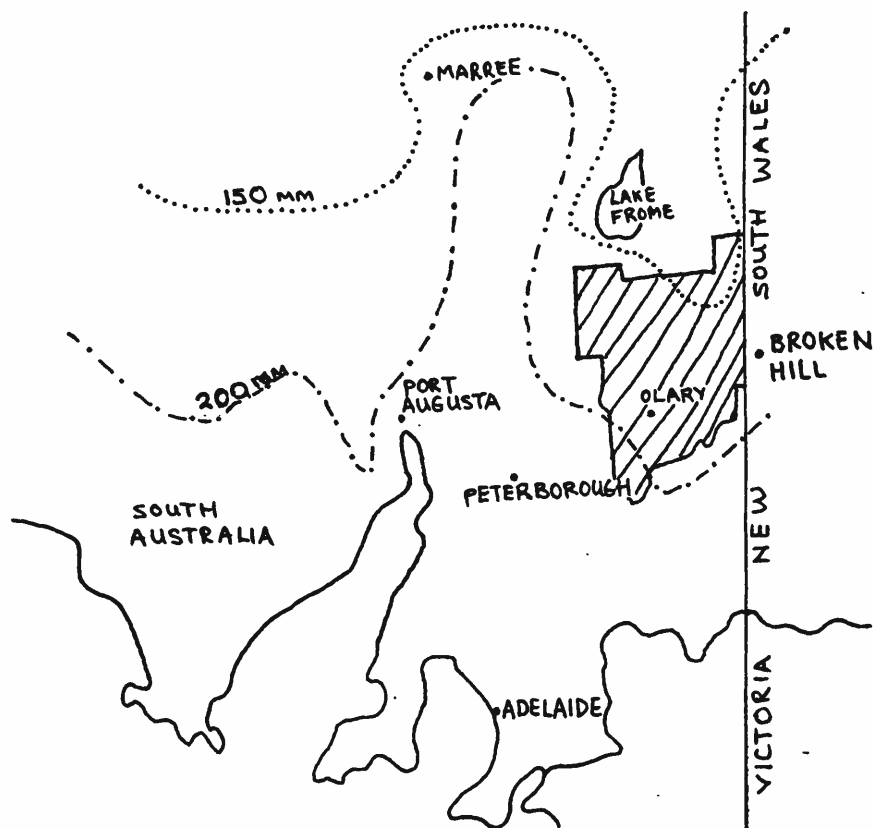 MARREE
150 MM
LAKE
FROME
SOUTH WALES
BROKEN
HILL
200 MM
PORT
AUGUSTA
OLARY
PETERBOROUGH
SOUTH
AUSTRALIA
NEW
ADELAIDE
VICTORIA